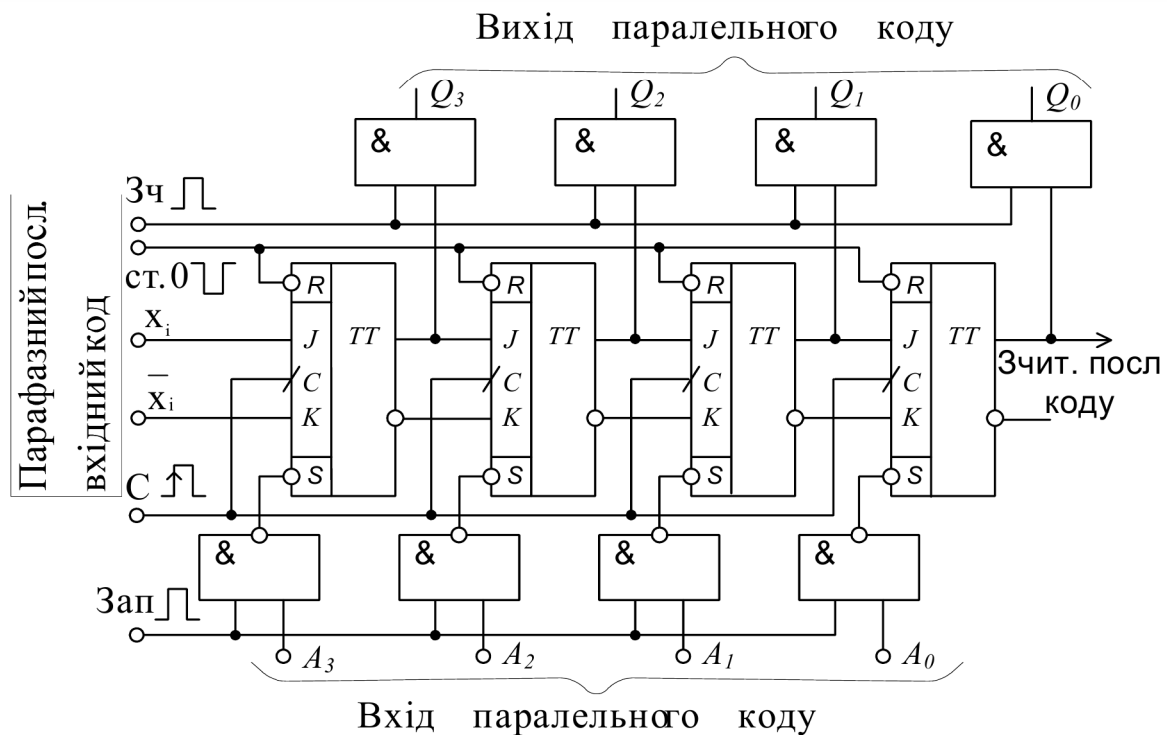 Вихід паралельного коду
Q3 Q2 Q1 Q0
& & & &
Зч
ст.0
R R R R
xi J TT J TT J TT J TT
Зчит. посл
коду
C C C C
x̅i K K K K
S S S S
C
Парафазний посл.
вхідний код
& & & &
Зап
A3 A2 A1 A0
Вхід паралельного коду